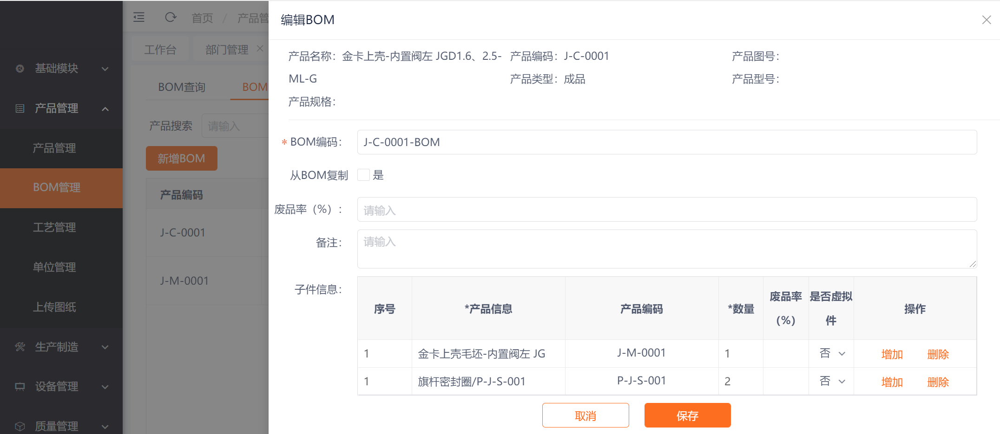 基础模块
产品管理
产品管理
BOM管理
工艺管理
单位管理
上传图纸
生产制造
设备管理
质量管理
首页 / 产品管
工作台 部门管理
BOM查询 BOM
产品搜索 请输入
新增BOM
产品编码
J-C-0001
J-M-0001
编辑BOM
产品名称：金卡上壳-内置阀左 JGD1.6、2.5-
ML-G
产品编码：J-C-0001
产品图号：
产品类型：成品
产品型号：
产品规格：
* BOM编码： J-C-0001-BOM
从BOM复制 是
废品率（%）： 请输入
备注： 请输入
子件信息：
序号 *产品信息 产品编码 *数量 废品率（%） 是否虚拟件 操作
1 金卡上壳毛坯-内置阀左 JG J-M-0001 1 否 增加 删除
1 旗杆密封圈/P-J-S-001 P-J-S-001 2 否 增加 删除
取消 保存